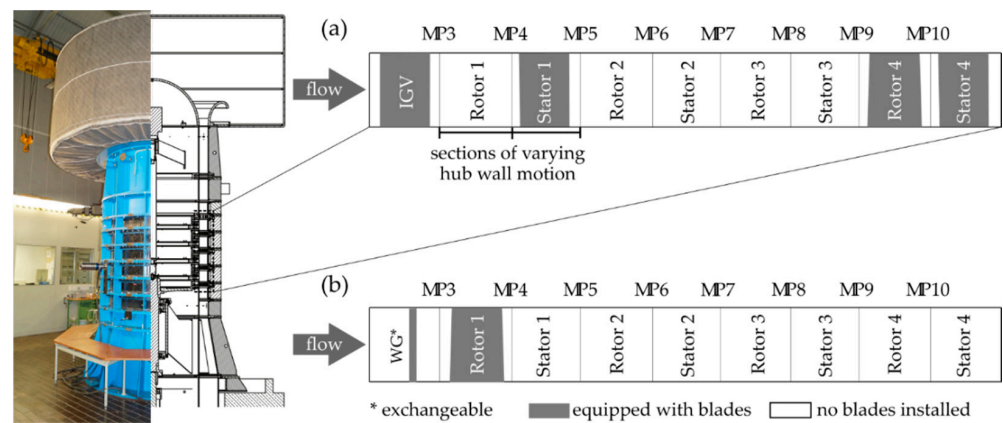 (a)
MP3 MP4 MP5 MP6 MP7 MP8 MP9 MP10
flow
IGV Rotor 1 Stator 1 Rotor 2 Stator 2 Rotor 3 Stator 3 Rotor 4 Stator 4
sections of varying
hub wall motion
(b)
MP3 MP4 MP5 MP6 MP7 MP8 MP9 MP10
flow
WG* Rotor 1 Stator 1 Rotor 2 Stator 2 Rotor 3 Stator 3 Rotor 4 Stator 4
* exchangeable equipped with blades no blades installed